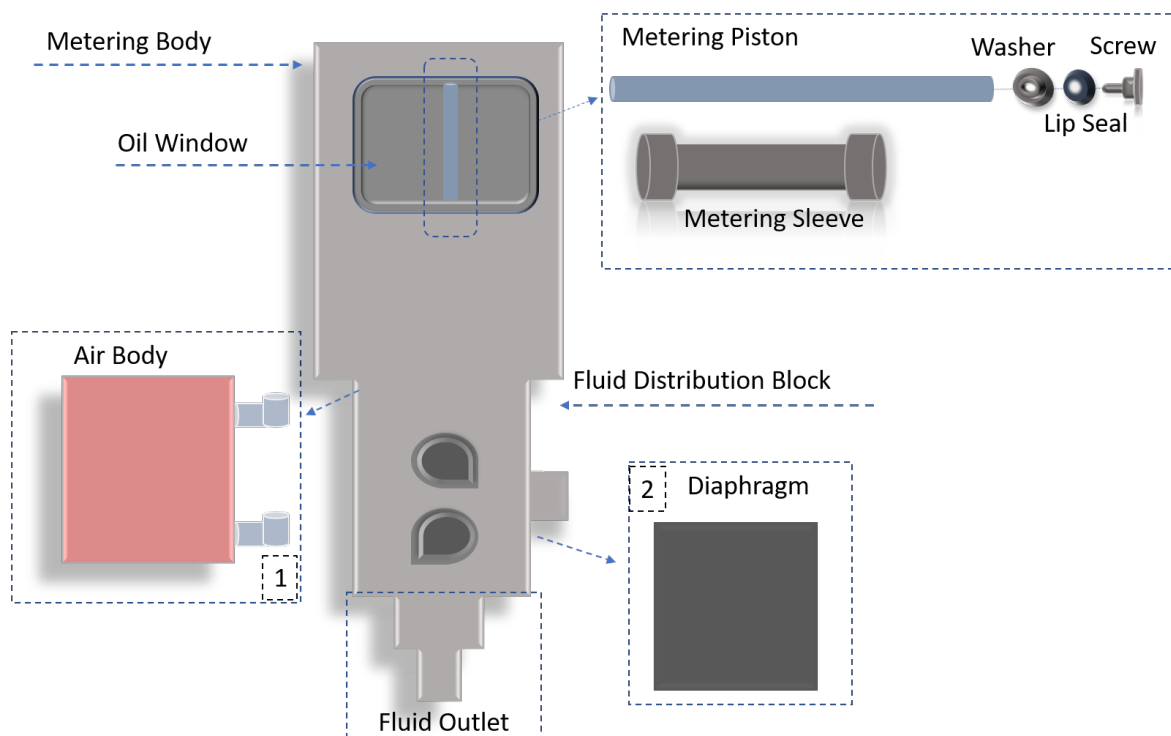 Metering Body
Oil Window
Metering Piston
Washer
Screw
Lip Seal
Metering Sleeve
Air Body
1
Fluid Distribution Block
2
Diaphragm
Fluid Outlet